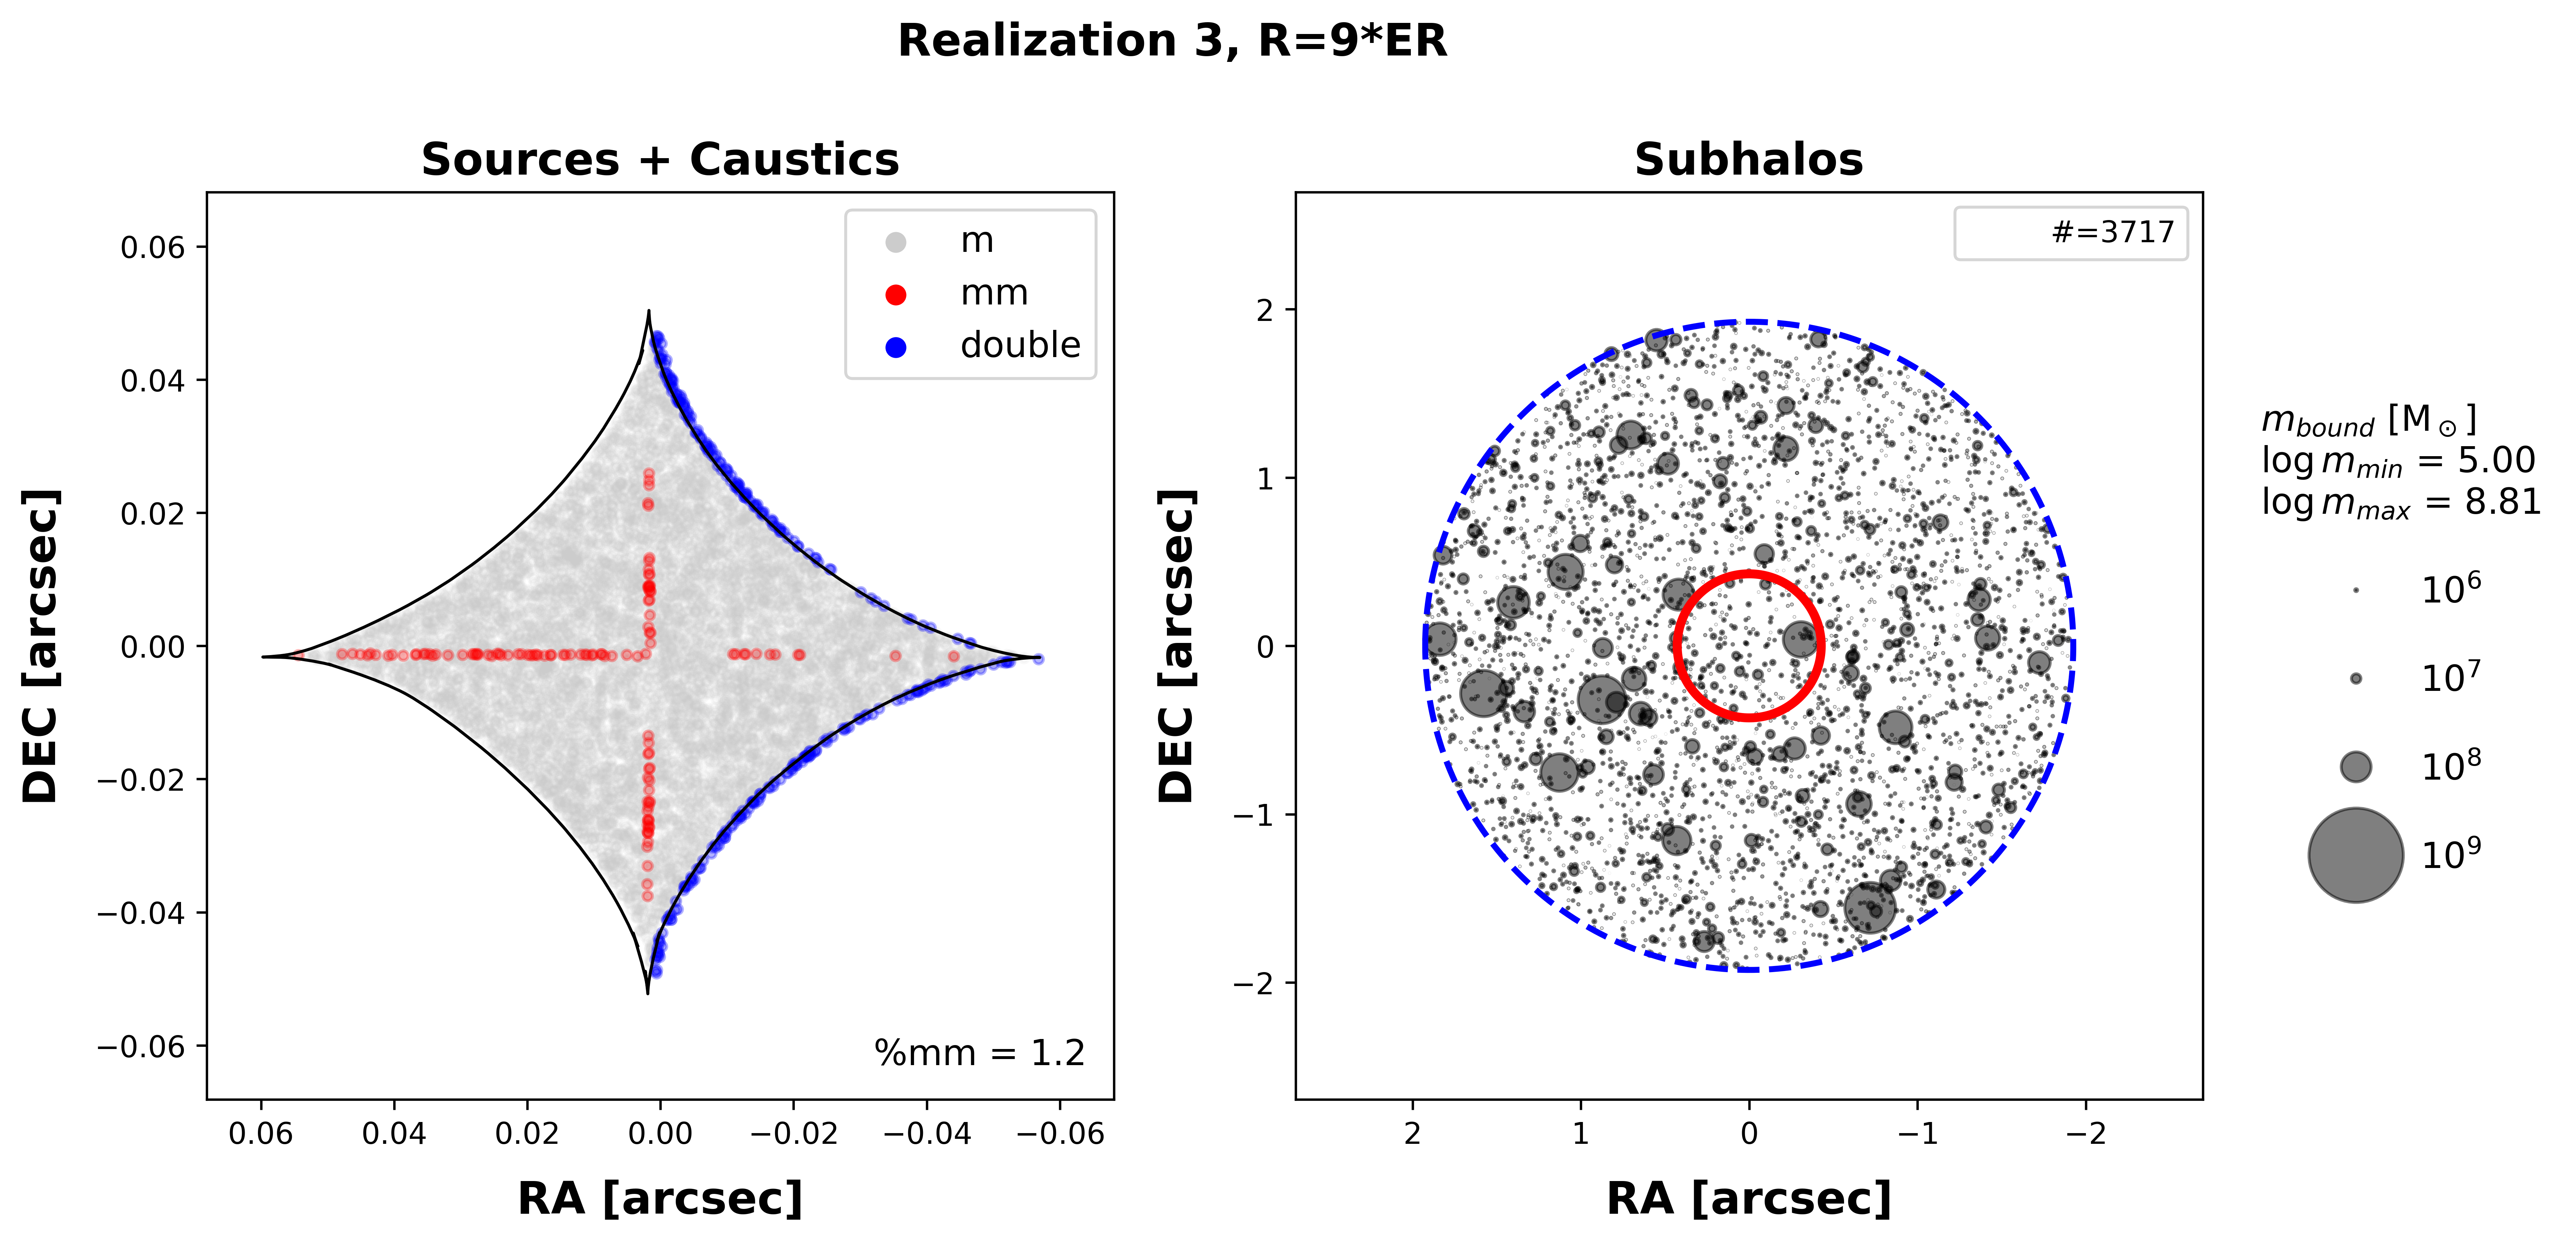 Realization 3, R=9*ER
Sources + Caustics
m
mm
double
0.06
0.04
0.02
0.00
−0.02
−0.04
−0.06
DEC [arcsec]
%mm = 1.2
0.06
0.04
0.02
0.00
−0.02
−0.04
−0.06
RA [arcsec]
Subhalos
#=3717
2
1
0
−1
−2
DEC [arcsec]
2
1
0
−1
−2
RA [arcsec]
m_bound [M_⊙]
log m_min = 5.00
log m_max = 8.81
10^6
10^7
10^8
10^9